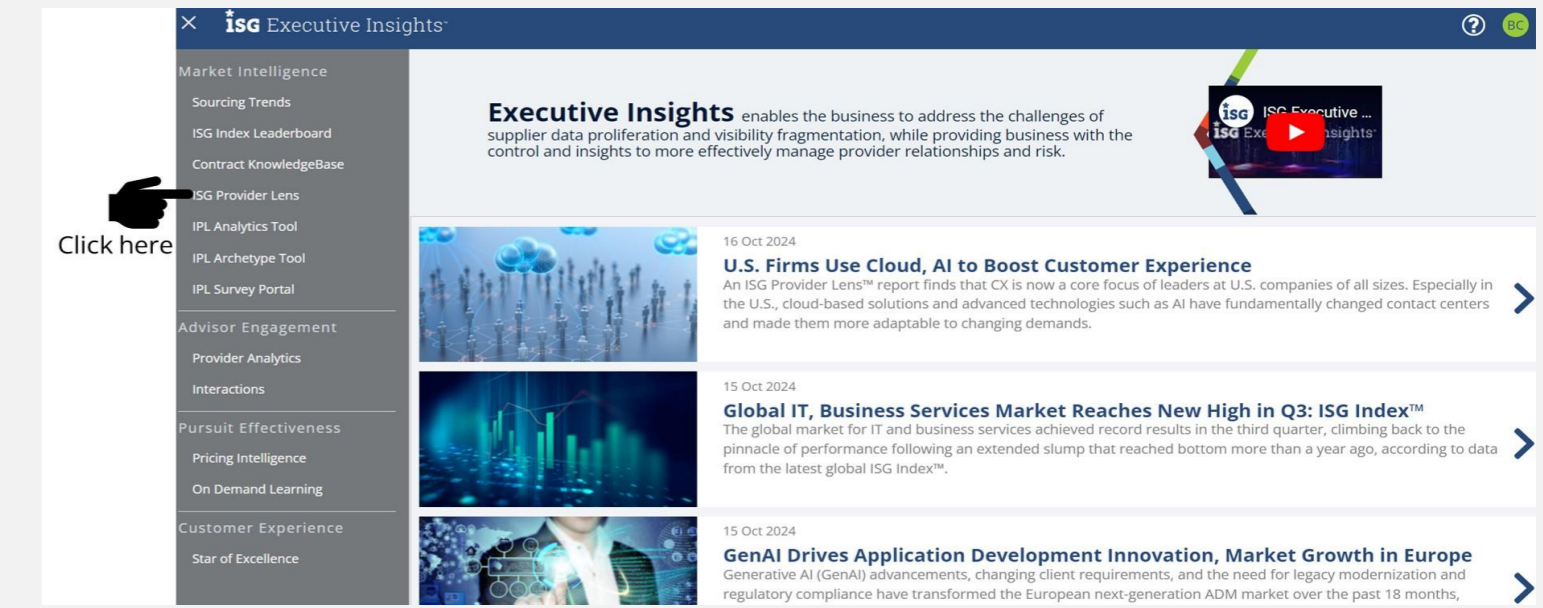 × ISG Executive Insights™
? BC
Market Intelligence
Sourcing Trends
ISG Index Leaderboard
Contract KnowledgeBase
ISG Provider Lens
IPL Analytics Tool
IPL Archetype Tool
IPL Survey Portal
Click here
Advisor Engagement
Provider Analytics
Interactions
Pursuit Effectiveness
Pricing Intelligence
On Demand Learning
Customer Experience
Star of Excellence
Executive Insights enables the business to address the challenges of
supplier data proliferation and visibility fragmentation, while providing business with the
control and insights to more effectively manage provider relationships and risk.
ısg ISG Executive ...
ısg Exe nsights
16 Oct 2024
U.S. Firms Use Cloud, AI to Boost Customer Experience
An ISG Provider Lens™ report finds that CX is now a core focus of leaders at U.S. companies of all sizes. Especially in
the U.S., cloud-based solutions and advanced technologies such as AI have fundamentally changed contact centers
and made them more adaptable to changing demands.
15 Oct 2024
Global IT, Business Services Market Reaches New High in Q3: ISG Index™
The global market for IT and business services achieved record results in the third quarter, climbing back to the
pinnacle of performance following an extended slump that reached bottom more than a year ago, according to data
from the latest global ISG Index™.
15 Oct 2024
GenAI Drives Application Development Innovation, Market Growth in Europe
Generative AI (GenAI) advancements, changing client requirements, and the need for legacy modernization and
regulatory compliance have transformed the European next-generation ADM market over the past 18 months,